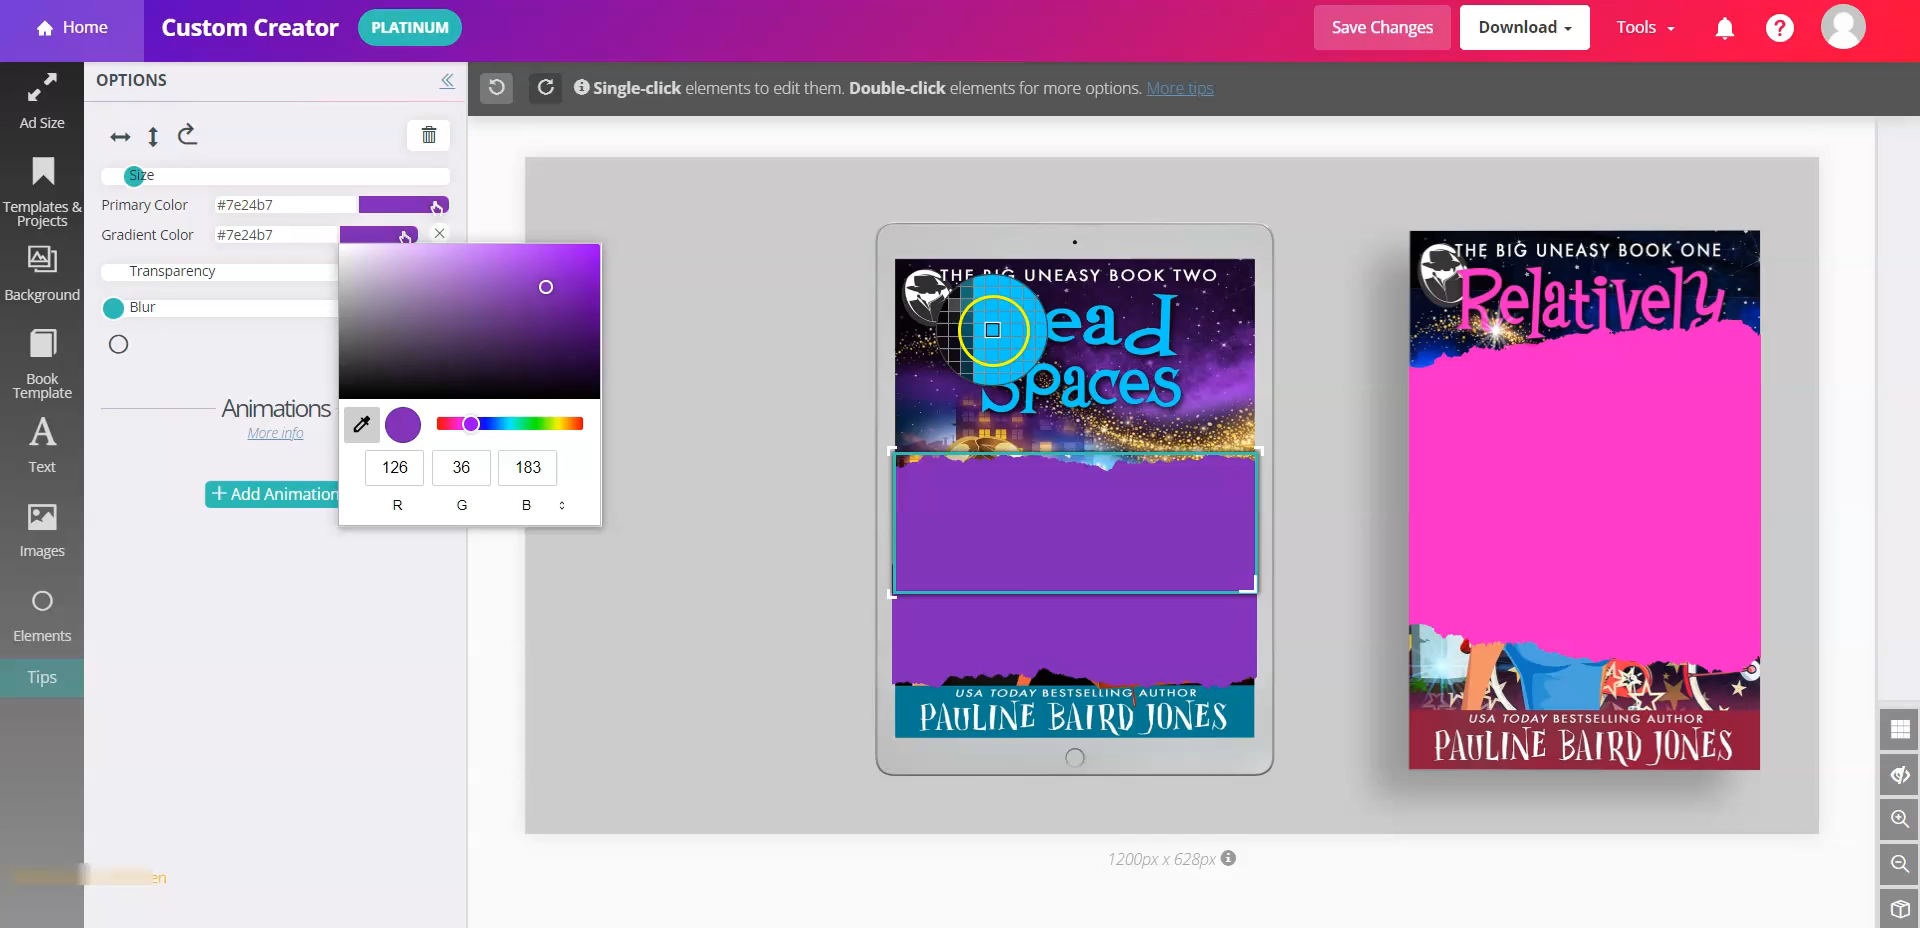 Home
Custom Creator
PLATINUM
Save Changes
Download
Tools
?
OPTIONS
Single-click elements to edit them. Double-click elements for more options. More tips
Ad Size
Templates & Projects
Background
Book Template
Text
Images
Elements
Tips
Size
Primary Color #7e24b7
Gradient Color #7e24b7
Transparency
Blur
Animations
More info
+ Add Animation
126 36 183
R G B
THE BIG UNEASY BOOK TWO
ead
Spaces
USA TODAY BESTSELLING AUTHOR
PAULINE BAIRD JONES
THE BIG UNEASY BOOK ONE
Relatively
USA TODAY BESTSELLING AUTHOR
PAULINE BAIRD JONES
1200px x 628px
en